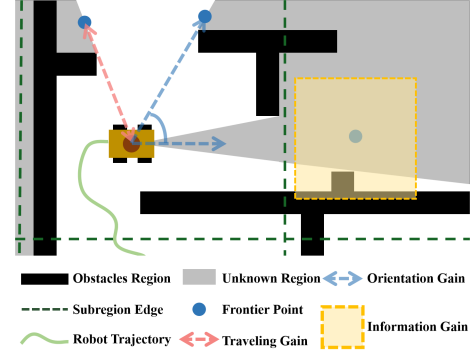 Obstacles Region
Unknown Region
Orientation Gain
Subregion Edge
Frontier Point
Information Gain
Robot Trajectory
Traveling Gain